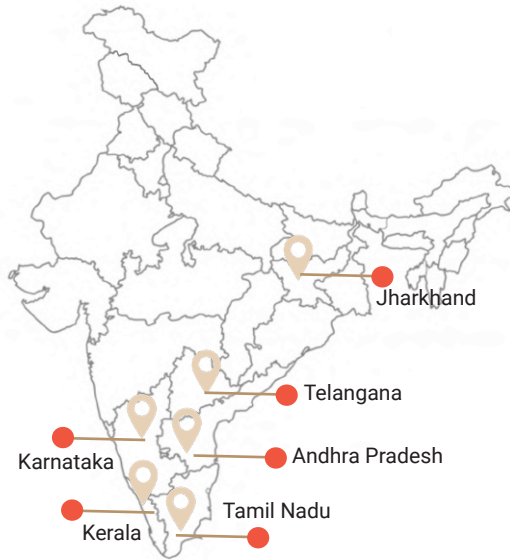 Jharkhand
Telangana
Karnataka
Andhra Pradesh
Kerala
Tamil Nadu